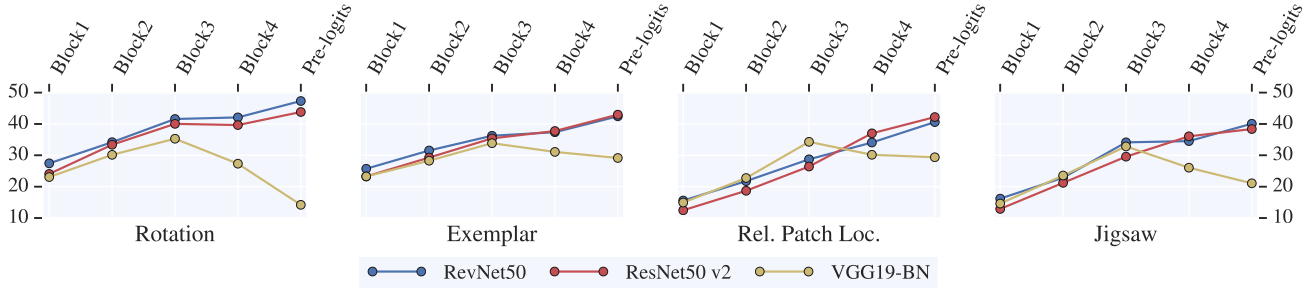 Block1 Block2 Block3 Block4 Pre-logits Block1 Block2 Block3 Block4 Pre-logits Block1 Block2 Block3 Block4 Pre-logits Block1 Block2 Block3 Block4 Pre-logits
50 50
40 40
30 30
20 20
10 10
Rotation Exemplar Rel. Patch Loc. Jigsaw
RevNet50 ResNet50 v2 VGG19-BN